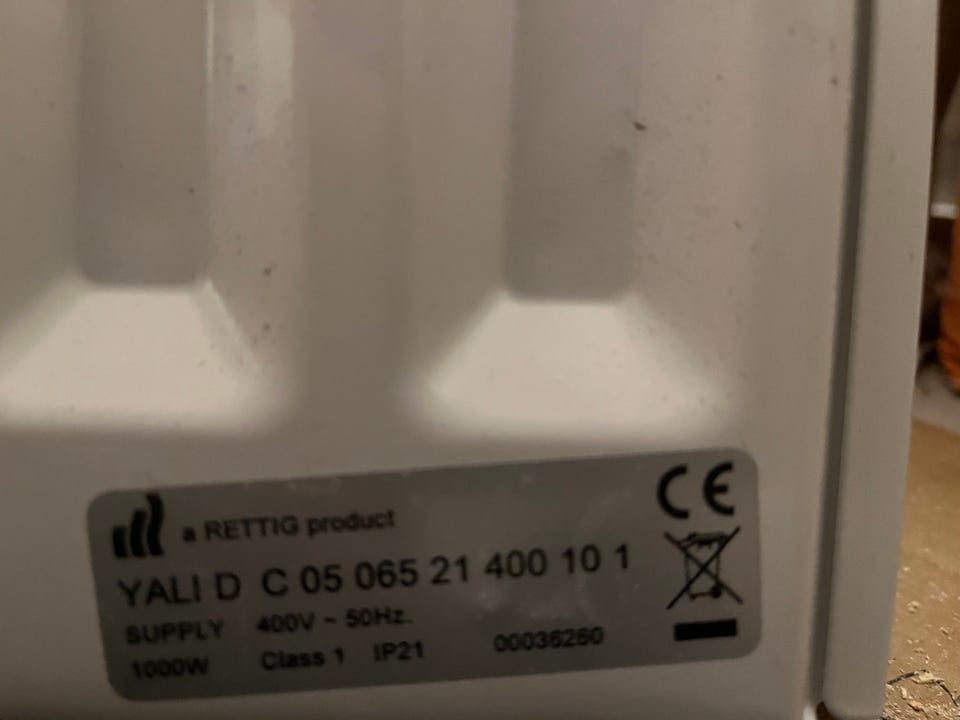 a RETTIG product
CE
YALI D C 05 065 21 400 10 1
SUPPLY 400V ~ 50Hz.
1000W Class 1 IP21 00036260